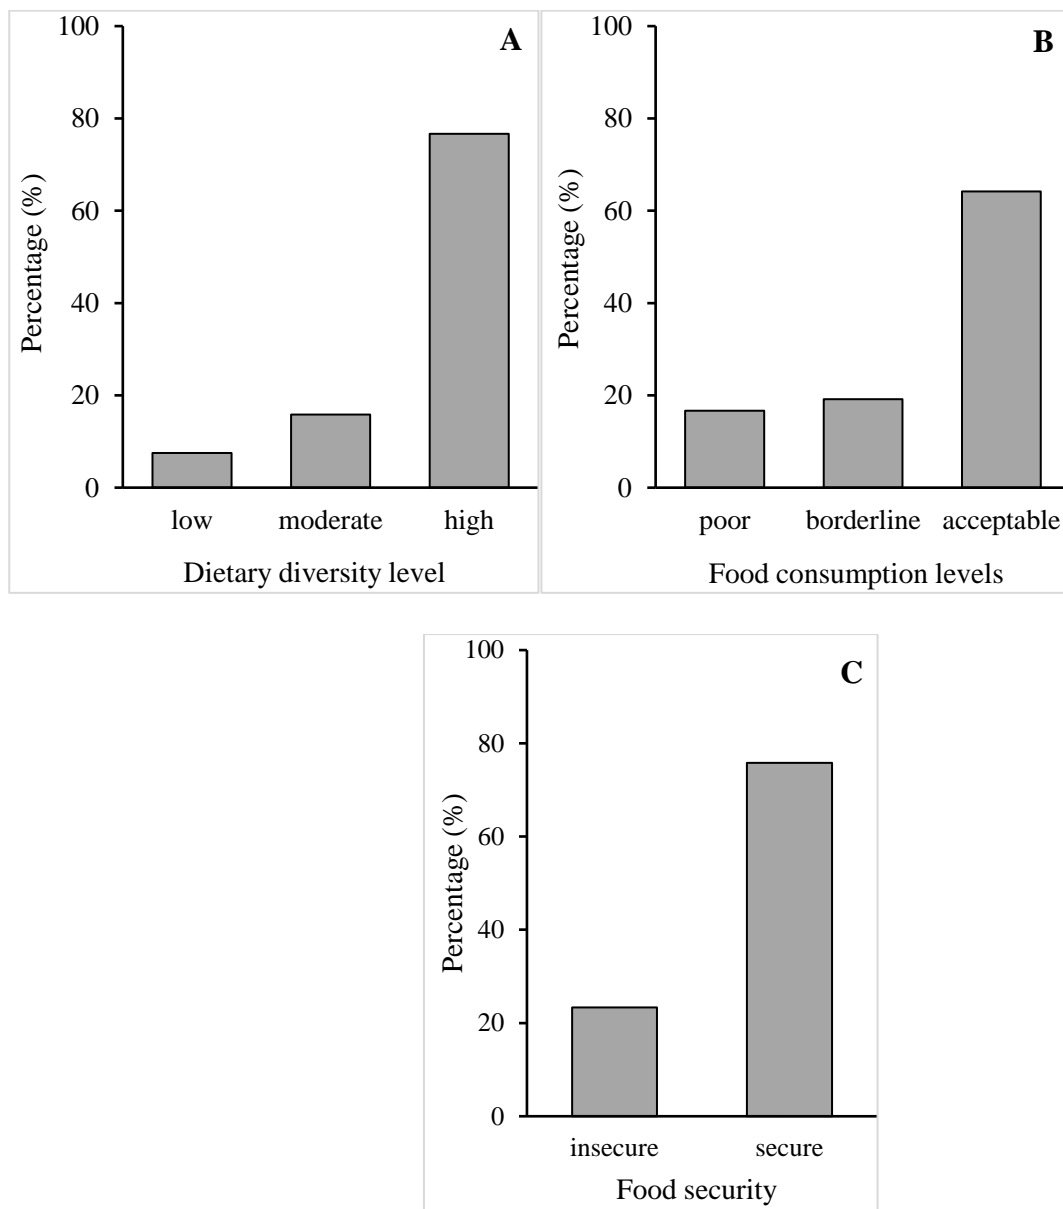 A
Percentage (%)
100
80
60
40
20
0
low moderate high
Dietary diversity level
B
Percentage (%)
100
80
60
40
20
0
poor borderline acceptable
Food consumption levels
C
Percentage (%)
100
80
60
40
20
0
insecure secure
Food security